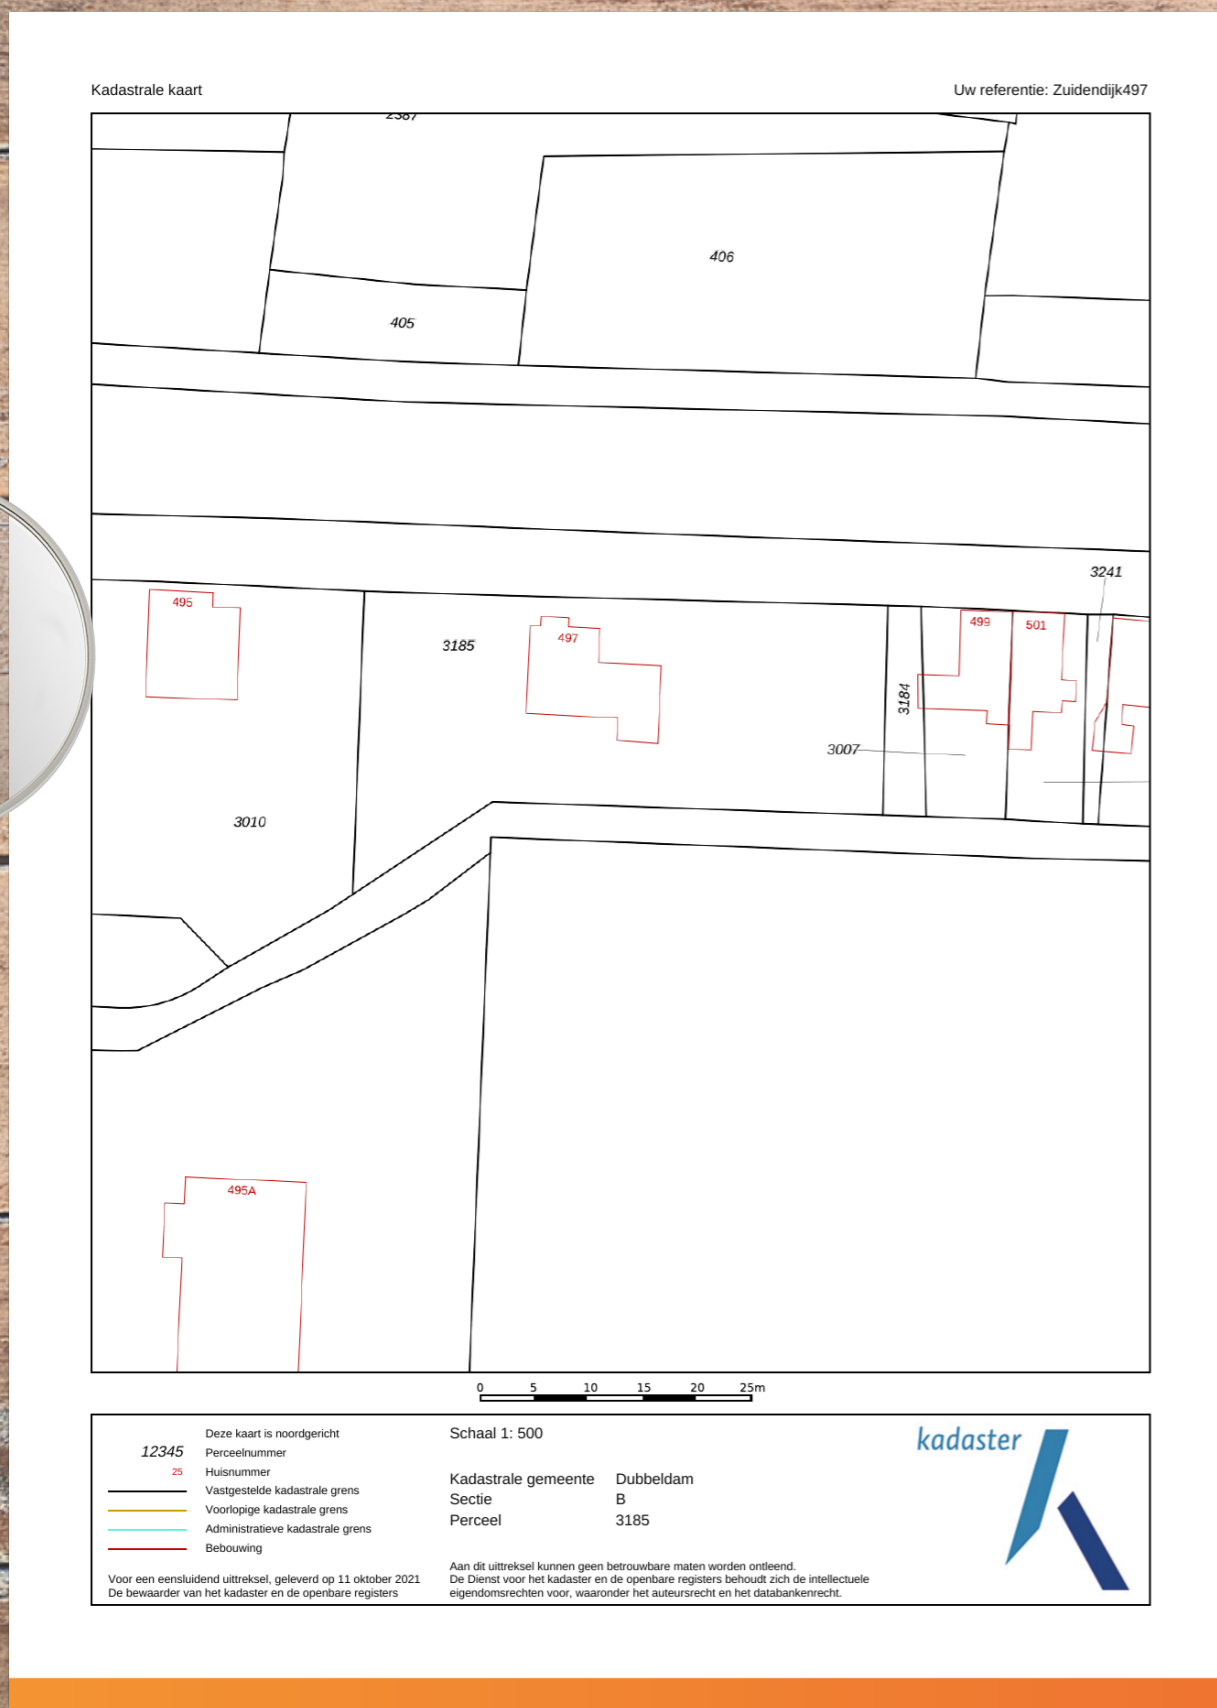 Kadastrale kaart
Uw referentie: Zuidendijk497
2387
406
405
3241
495
3185
497
499
501
3184
3007
3010
495A
0 5 10 15 20 25m
Deze kaart is noordgericht
12345 Perceelnummer
25 Huisnummer
Vastgestelde kadastrale grens
Voorlopige kadastrale grens
Administratieve kadastrale grens
Bebouwing
Voor een eensluidend uittreksel, geleverd op 11 oktober 2021
De bewaarder van het kadaster en de openbare registers
Schaal 1: 500
Kadastrale gemeente Dubbeldam
Sectie B
Perceel 3185
Aan dit uittreksel kunnen geen betrouwbare maten worden ontleend.
De Dienst voor het kadaster en de openbare registers behoudt zich de intellectuele
eigendomsrechten voor, waaronder het auteursrecht en het databankenrecht.
kadaster